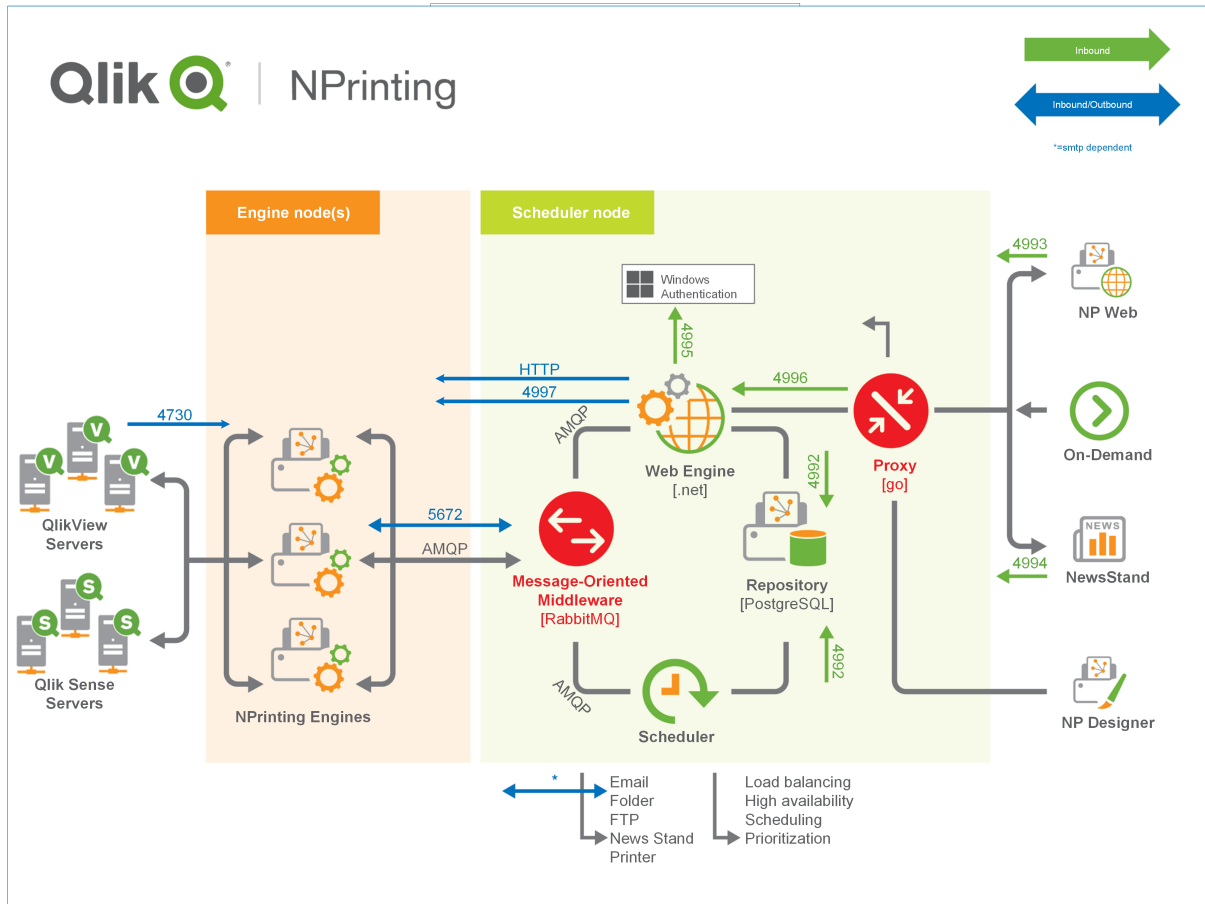 Qlik Q® | NPrinting
Inbound
Inbound/Outbound
*=smtp dependent
Engine node(s)
Scheduler node
Windows
Authentication
4995
HTTP
4997
4996
4730
AMQP
Web Engine
[.net]
4992
Proxy
[go]
4993
NP Web
On-Demand
NEWS
NewsStand
4994
NP Designer
V
V
V
QlikView
Servers
S
S
S
Qlik Sense
Servers
NPrinting Engines
5672
AMQP
Message-Oriented
Middleware
[RabbitMQ]
Repository
[PostgreSQL]
4992
AMQP
Scheduler
*
Email
Folder
FTP
News Stand
Printer
Load balancing
High availability
Scheduling
Prioritization